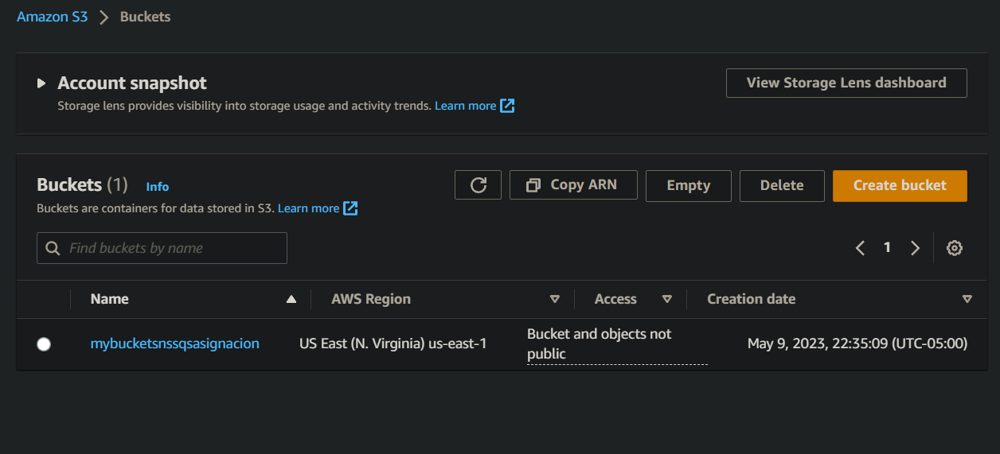 Amazon S3 > Buckets
Account snapshot
View Storage Lens dashboard
Storage lens provides visibility into storage usage and activity trends. Learn more
Buckets (1) Info
Copy ARN
Empty
Delete
Create bucket
Buckets are containers for data stored in S3. Learn more
Find buckets by name
1
Name AWS Region Access Creation date
mybucketsnssqsasignacion US East (N. Virginia) us-east-1 Bucket and objects not
public
May 9, 2023, 22:35:09 (UTC-05:00)